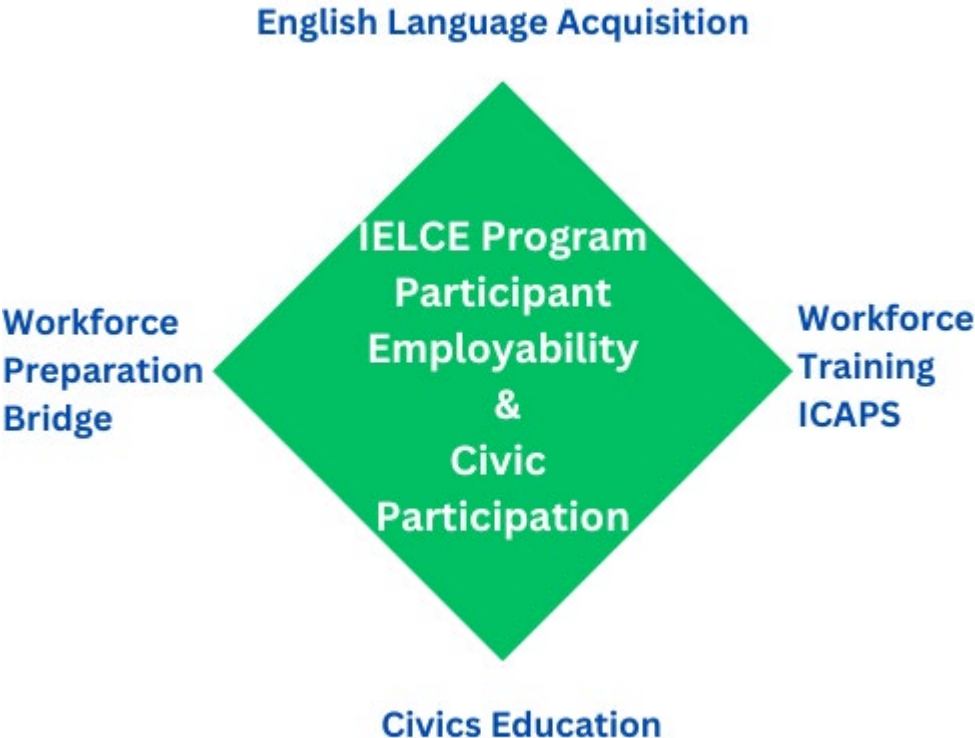 English Language Acquisition
IELCE Program
Participant
Employability
&
Civic
Participation
Workforce
Preparation
Bridge
Workforce
Training
ICAPS
Civics Education